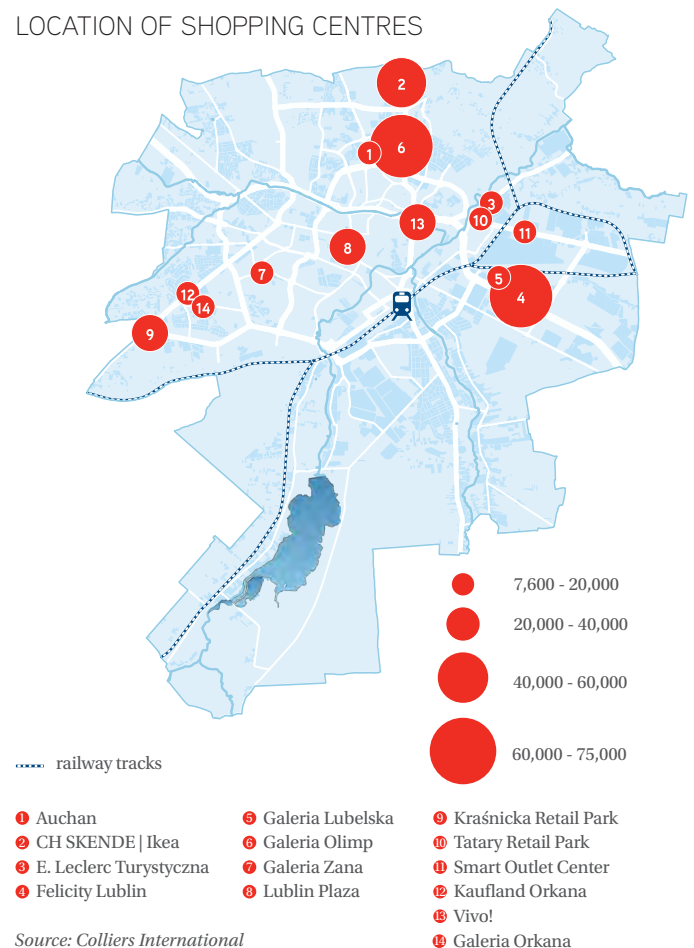 LOCATION OF SHOPPING CENTRES
2
1
6
3
13
10
11
8
5
7
4
12
14
9
7,600 - 20,000
20,000 - 40,000
40,000 - 60,000
60,000 - 75,000
railway tracks
1 Auchan
2 CH SKENDE | Ikea
3 E. Leclerc Turystyczna
4 Felicity Lublin
5 Galeria Lubelska
6 Galeria Olimp
7 Galeria Zana
8 Lublin Plaza
9 Kraśnicka Retail Park
10 Tatary Retail Park
11 Smart Outlet Center
12 Kaufland Orkana
13 Vivo!
14 Galeria Orkana
Source: Colliers International